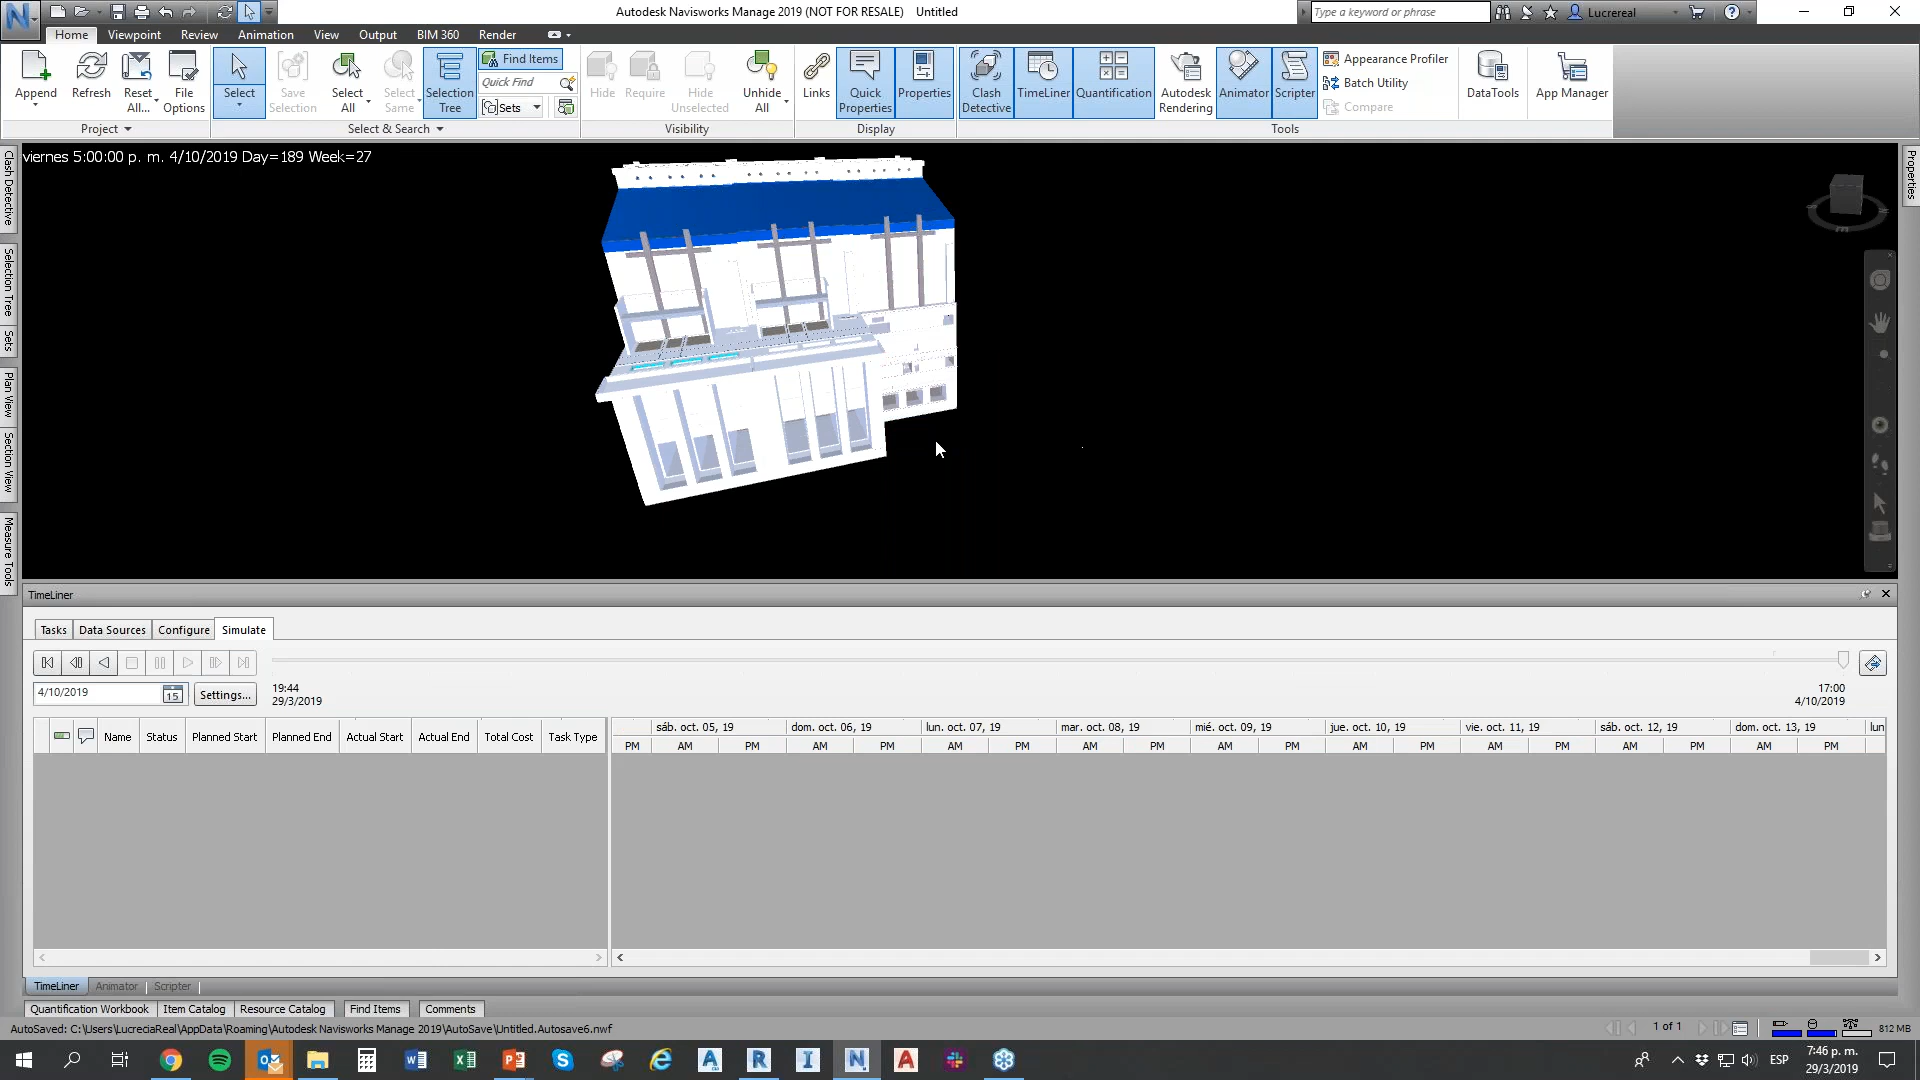 Autodesk Navisworks Manage 2019 (NOT FOR RESALE) Untitled
Type a keyword or phrase
Lucrereal
Home Viewpoint Review Animation View Output BIM 360 Render
Append
Refresh
Reset All...
File Options
Project
Select
Save Selection
Select All
Select Same
Selection Tree
Find Items
Quick Find
Sets
Select & Search
Hide
Require
Hide Unselected
Unhide All
Visibility
Links
Quick Properties
Properties
Display
Clash Detective
TimeLiner
Quantification
Autodesk Rendering
Animator
Scripter
Appearance Profiler
Batch Utility
Compare
Tools
DataTools
App Manager
viernes 5:00:00 p. m. 4/10/2019 Day=189 Week=27
Clash Detective
Selection Tree
Sets
Plan View
Section View
Measure Tools
Properties
TimeLiner
Tasks Data Sources Configure Simulate
4/10/2019
15
Settings...
19:44
29/3/2019
17:00
4/10/2019
Name Status Planned Start Planned End Actual Start Actual End Total Cost Task Type
sáb. oct. 05, 19 dom. oct. 06, 19 lun. oct. 07, 19 mar. oct. 08, 19 mié. oct. 09, 19 jue. oct. 10, 19 vie. oct. 11, 19 sáb. oct. 12, 19 dom. oct. 13, 19 lun
PM AM PM AM PM AM PM AM PM AM PM AM PM AM PM AM PM AM PM
TimeLiner Animator Scripter
Quantification Workbook Item Catalog Resource Catalog Find Items Comments
AutoSaved: C:\Users\LucreciaReal\AppData\Roaming\Autodesk Navisworks Manage 2019\AutoSave\Untitled.Autosave6.nwf
1 of 1
812 MB
ESP
7:46 p. m.
29/3/2019